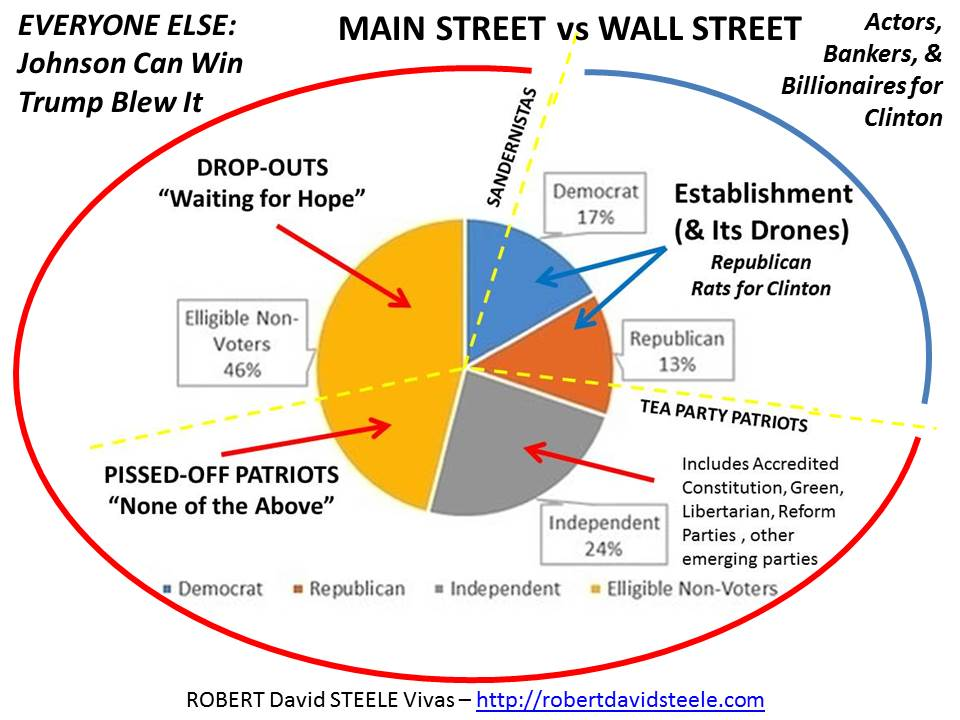 EVERYONE ELSE:
Johnson Can Win
Trump Blew It
MAIN STREET vs WALL STREET
Actors,
Bankers, &
Billionaires for
Clinton
SANDERNISTAS
DROP-OUTS
“Waiting for Hope”
Democrat
17%
Establishment
(& Its Drones)
Republican
Rats for Clinton
Elligible Non-
Voters
46%
Republican
13%
TEA PARTY PATRIOTS
PISSED-OFF PATRIOTS
“None of the Above”
Includes Accredited
Constitution, Green,
Libertarian, Reform
Parties , other
emerging parties
Independent
24%
Democrat Republican Independent Elligible Non-Voters
ROBERT David STEELE Vivas – http://robertdavidsteele.com